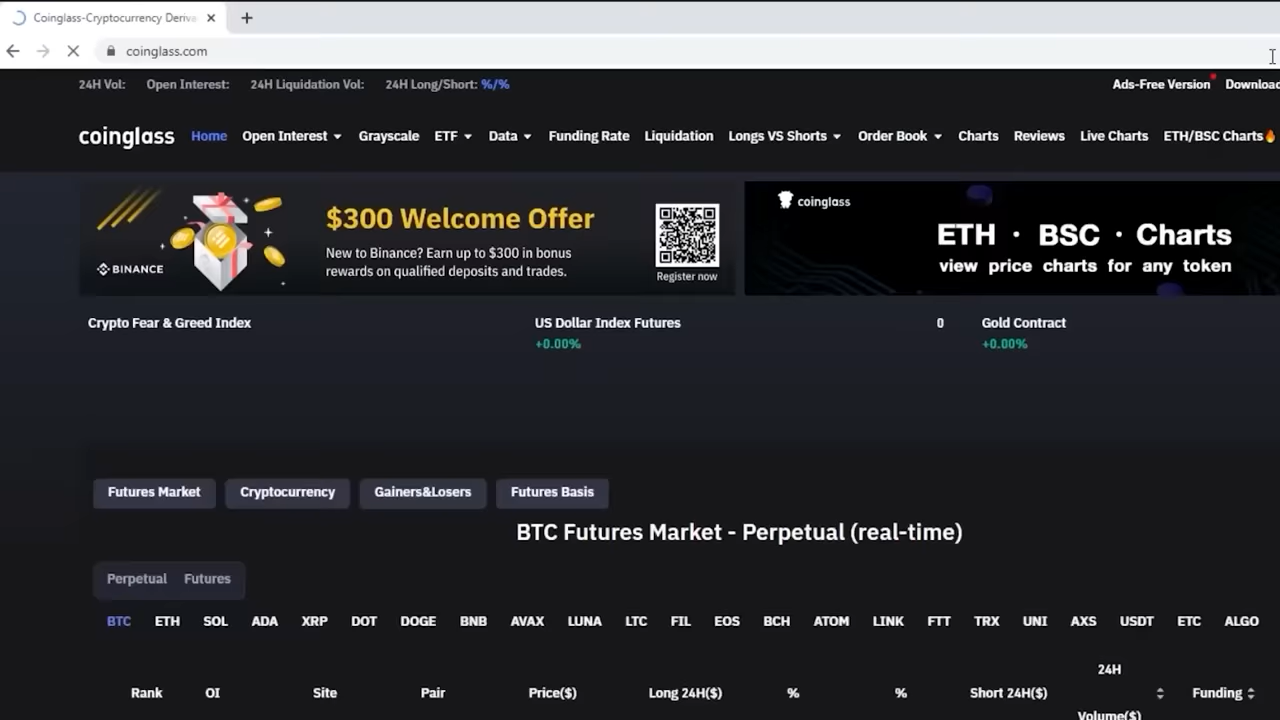 Coinglass-Cryptocurrency Deriva
coinglass.com
24H Vol: Open Interest: 24H Liquidation Vol: 24H Long/Short: %/% Ads-Free Version Download
coinglass Home Open Interest Grayscale ETF Data Funding Rate Liquidation Longs VS Shorts Order Book Charts Reviews Live Charts ETH/BSC Charts
$300 Welcome Offer
New to Binance? Earn up to $300 in bonus
rewards on qualified deposits and trades.
BINANCE
Register now
coinglass
ETH · BSC · Charts
view price charts for any token
Crypto Fear & Greed Index US Dollar Index Futures 0 Gold Contract
+0.00% +0.00%
Futures Market Cryptocurrency Gainers&Losers Futures Basis
BTC Futures Market - Perpetual (real-time)
Perpetual Futures
BTC ETH SOL ADA XRP DOT DOGE BNB AVAX LUNA LTC FIL EOS BCH ATOM LINK FTT TRX UNI AXS USDT ETC ALGO
Rank OI Site Pair Price($) Long 24H($) % % Short 24H($) 24H Volume($) Funding